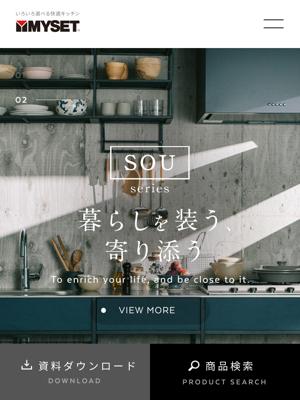 いろいろ選べる快適キッチン
MYSET
02
SOU
series
暮らしを装う、
寄り添う
To enrich your life, and be close to it.
VIEW MORE
資料ダウンロード
DOWNLOAD
商品検索
PRODUCT SEARCH